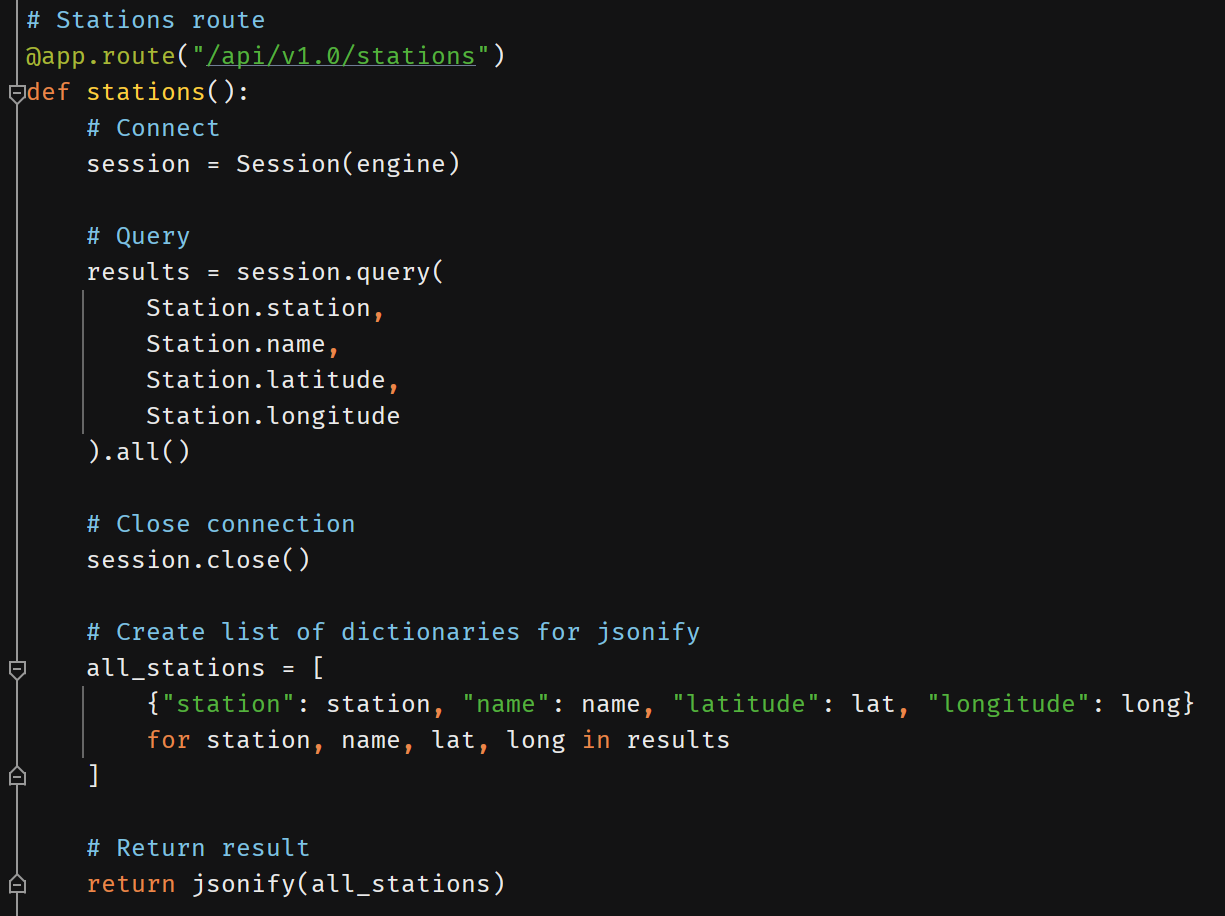 # Stations route
@app.route("/api/v1.0/stations")
def stations():
    # Connect
    session = Session(engine)

    # Query
    results = session.query(
        Station.station,
        Station.name,
        Station.latitude,
        Station.longitude
    ).all()

    # Close connection
    session.close()

    # Create list of dictionaries for jsonify
    all_stations = [
        {"station": station, "name": name, "latitude": lat, "longitude": long}
        for station, name, lat, long in results
    ]

    # Return result
    return jsonify(all_stations)